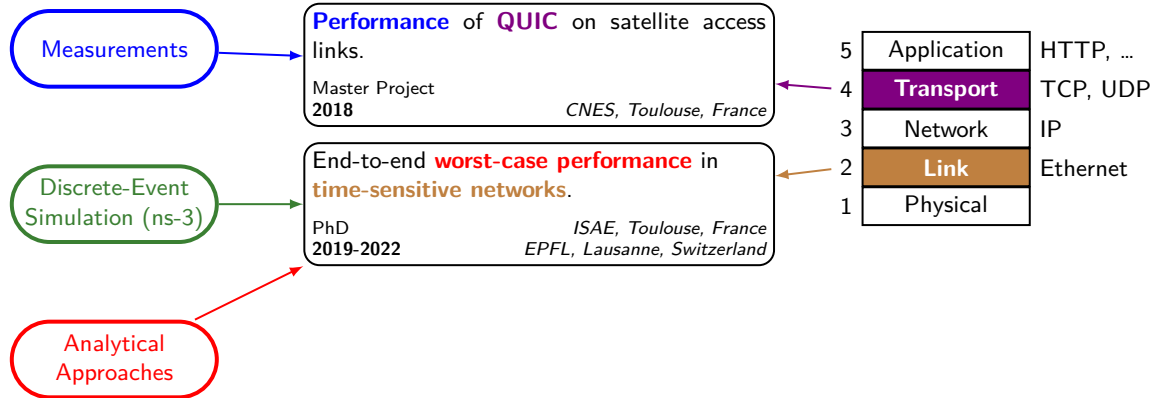 Measurements
Discrete-Event
Simulation (ns-3)
Analytical
Approaches
Performance of QUIC on satellite access
links.
Master Project
2018 CNES, Toulouse, France
End-to-end worst-case performance in
time-sensitive networks.
PhD ISAE, Toulouse, France
2019-2022 EPFL, Lausanne, Switzerland
5 Application HTTP, ...
4 Transport TCP, UDP
3 Network IP
2 Link Ethernet
1 Physical